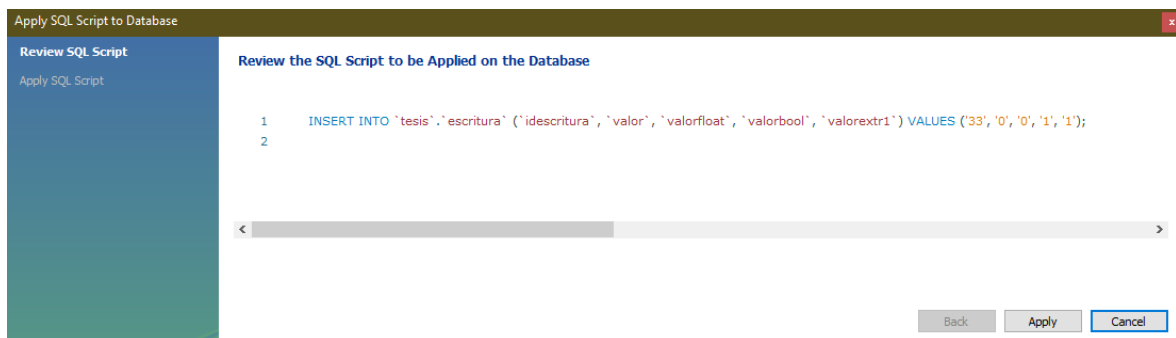 Apply SQL Script to Database
x
Review SQL Script
Apply SQL Script
Review the SQL Script to be Applied on the Database
1 INSERT INTO `tesis`.`escritura` (`idescritura`, `valor`, `valorfloat`, `valorbool`, `valorextr1`) VALUES ('33', '0', '0', '1', '1');
2
Back Apply Cancel